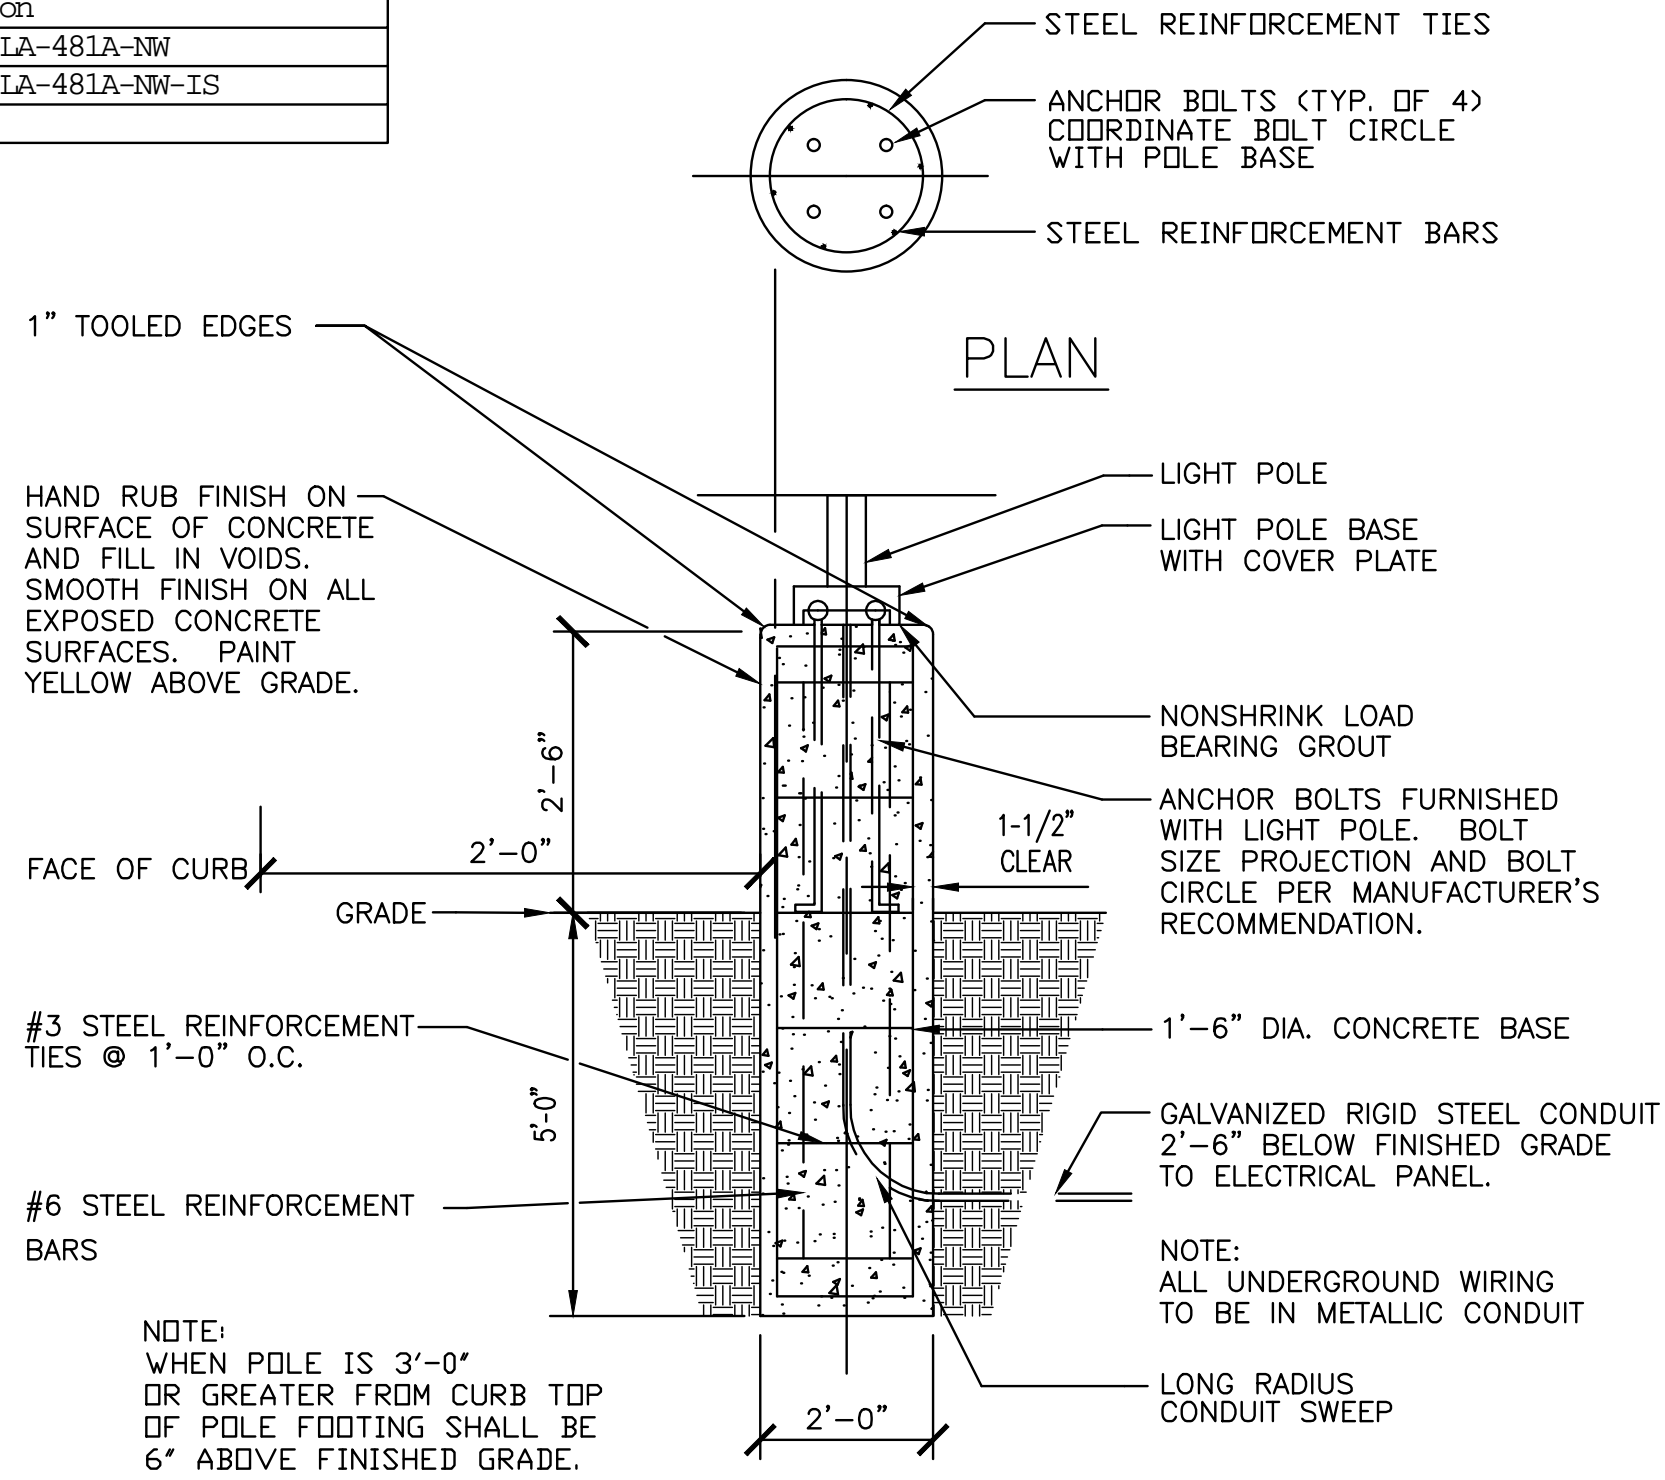 on
LA-481A-NW
LA-481A-NW-IS
STEEL REINFORCEMENT TIES
ANCHOR BOLTS (TYP. OF 4)
COORDINATE BOLT CIRCLE
WITH POLE BASE
STEEL REINFORCEMENT BARS
PLAN
1" TOOLED EDGES
HAND RUB FINISH ON
SURFACE OF CONCRETE
AND FILL IN VOIDS.
SMOOTH FINISH ON ALL
EXPOSED CONCRETE
SURFACES. PAINT
YELLOW ABOVE GRADE.
LIGHT POLE
LIGHT POLE BASE
WITH COVER PLATE
NONSHRINK LOAD
BEARING GROUT
2'-6"
ANCHOR BOLTS FURNISHED
WITH LIGHT POLE. BOLT
SIZE PROJECTION AND BOLT
CIRCLE PER MANUFACTURER'S
RECOMMENDATION.
1-1/2"
CLEAR
2'-0"
FACE OF CURB
GRADE
#3 STEEL REINFORCEMENT
TIES @ 1'-0" O.C.
1'-6" DIA. CONCRETE BASE
5'-0"
GALVANIZED RIGID STEEL CONDUIT
2'-6" BELOW FINISHED GRADE
TO ELECTRICAL PANEL.
#6 STEEL REINFORCEMENT
BARS
NOTE:
ALL UNDERGROUND WIRING
TO BE IN METALLIC CONDUIT
NOTE:
WHEN POLE IS 3'-0"
OR GREATER FROM CURB TOP
OF POLE FOOTING SHALL BE
6" ABOVE FINISHED GRADE.
LONG RADIUS
CONDUIT SWEEP
2'-0"